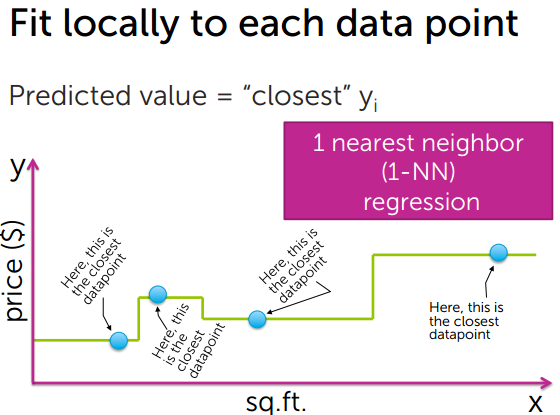 Fit locally to each data point
Predicted value = “closest” yᵢ
1 nearest neighbor
(1-NN)
regression
y
price ($)
Here, this is
the closest
datapoint
Here, this
is the
closest
datapoint
Here, this is
the closest
datapoint
Here, this is
the closest
datapoint
sq.ft.
x